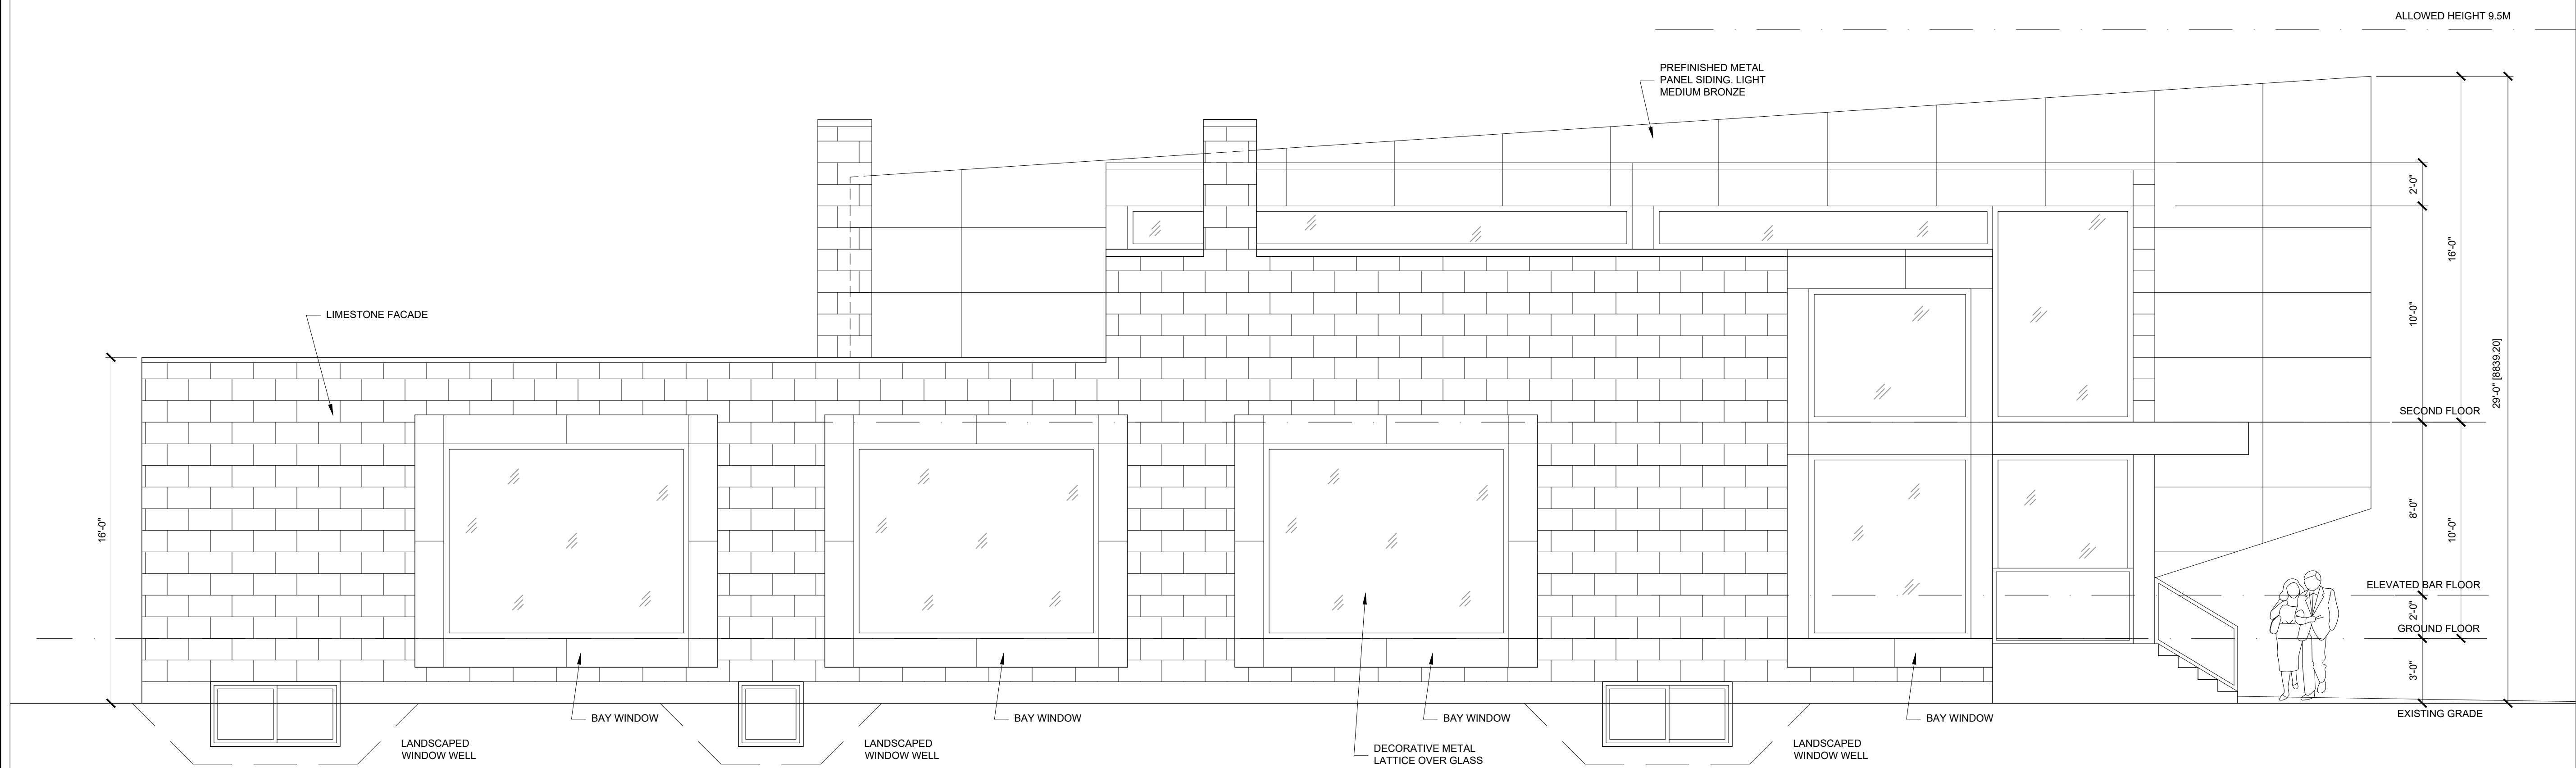 ALLOWED HEIGHT 9.5M
PREFINISHED METAL
PANEL SIDING. LIGHT
MEDIUM BRONZE
LIMESTONE FACADE
2'-0"
16'-0"
10'-0"
29'-0" [8839.20]
SECOND FLOOR
16'-0"
8'-0"
10'-0"
ELEVATED BAR FLOOR
2'-0"
GROUND FLOOR
3'-0"
EXISTING GRADE
BAY WINDOW
BAY WINDOW
BAY WINDOW
BAY WINDOW
LANDSCAPED
WINDOW WELL
LANDSCAPED
WINDOW WELL
DECORATIVE METAL
LATTICE OVER GLASS
LANDSCAPED
WINDOW WELL